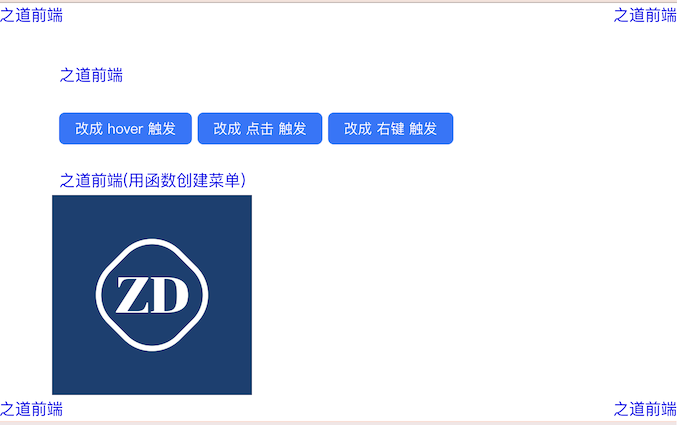 之道前端 之道前端
之道前端
改成 hover 触发 改成 点击 触发 改成 右键 触发
之道前端(用函数创建菜单)
ZD
之道前端 之道前端